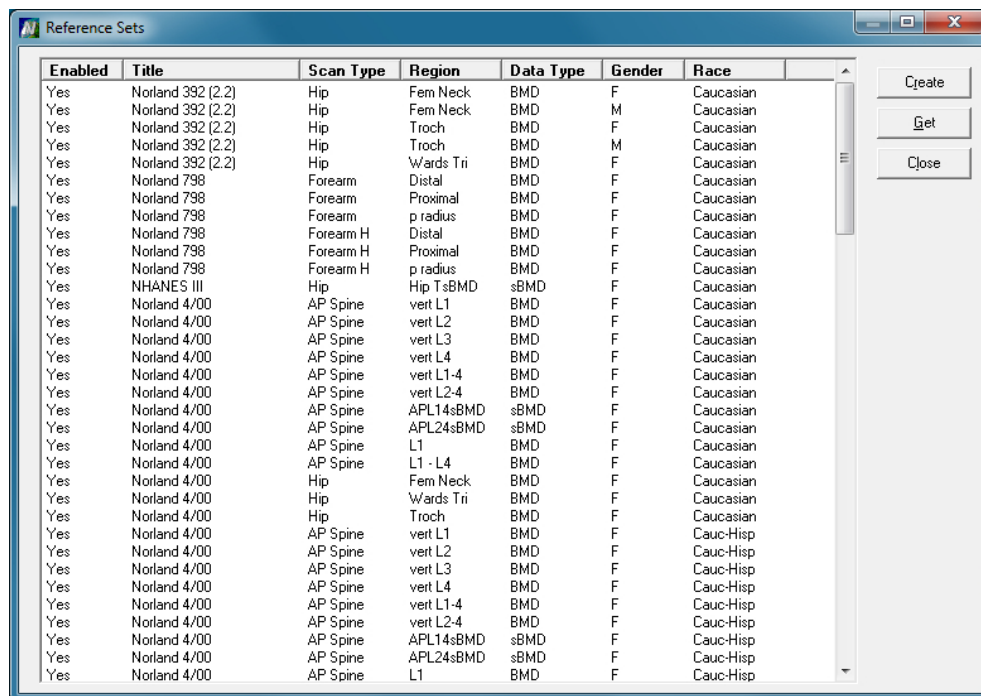 Reference Sets
Enabled Title Scan Type Region Data Type Gender Race
Yes Norland 392 (2.2) Hip Fem Neck BMD F Caucasian
Yes Norland 392 (2.2) Hip Fem Neck BMD M Caucasian
Yes Norland 392 (2.2) Hip Troch BMD F Caucasian
Yes Norland 392 (2.2) Hip Troch BMD M Caucasian
Yes Norland 392 (2.2) Hip Wards Tri BMD F Caucasian
Yes Norland 798 Forearm Distal BMD F Caucasian
Yes Norland 798 Forearm Proximal BMD F Caucasian
Yes Norland 798 Forearm p radius BMD F Caucasian
Yes Norland 798 Forearm H Distal BMD F Caucasian
Yes Norland 798 Forearm H Proximal BMD F Caucasian
Yes Norland 798 Forearm H p radius BMD F Caucasian
Yes NHANES III Hip Hip TsBMD sBMD F Caucasian
Yes Norland 4/00 AP Spine vert L1 BMD F Caucasian
Yes Norland 4/00 AP Spine vert L2 BMD F Caucasian
Yes Norland 4/00 AP Spine vert L3 BMD F Caucasian
Yes Norland 4/00 AP Spine vert L4 BMD F Caucasian
Yes Norland 4/00 AP Spine vert L1-4 BMD F Caucasian
Yes Norland 4/00 AP Spine vert L2-4 BMD F Caucasian
Yes Norland 4/00 AP Spine APL14sBMD sBMD F Caucasian
Yes Norland 4/00 AP Spine APL24sBMD sBMD F Caucasian
Yes Norland 4/00 AP Spine L1 BMD F Caucasian
Yes Norland 4/00 AP Spine L1 - L4 BMD F Caucasian
Yes Norland 4/00 Hip Fem Neck BMD F Caucasian
Yes Norland 4/00 Hip Wards Tri BMD F Caucasian
Yes Norland 4/00 Hip Troch BMD F Caucasian
Yes Norland 4/00 AP Spine vert L1 BMD F Cauc-Hisp
Yes Norland 4/00 AP Spine vert L2 BMD F Cauc-Hisp
Yes Norland 4/00 AP Spine vert L3 BMD F Cauc-Hisp
Yes Norland 4/00 AP Spine vert L4 BMD F Cauc-Hisp
Yes Norland 4/00 AP Spine vert L1-4 BMD F Cauc-Hisp
Yes Norland 4/00 AP Spine vert L2-4 BMD F Cauc-Hisp
Yes Norland 4/00 AP Spine APL14sBMD sBMD F Cauc-Hisp
Yes Norland 4/00 AP Spine APL24sBMD sBMD F Cauc-Hisp
Yes Norland 4/00 AP Spine L1 BMD F Cauc-Hisp
Create
Get
Close